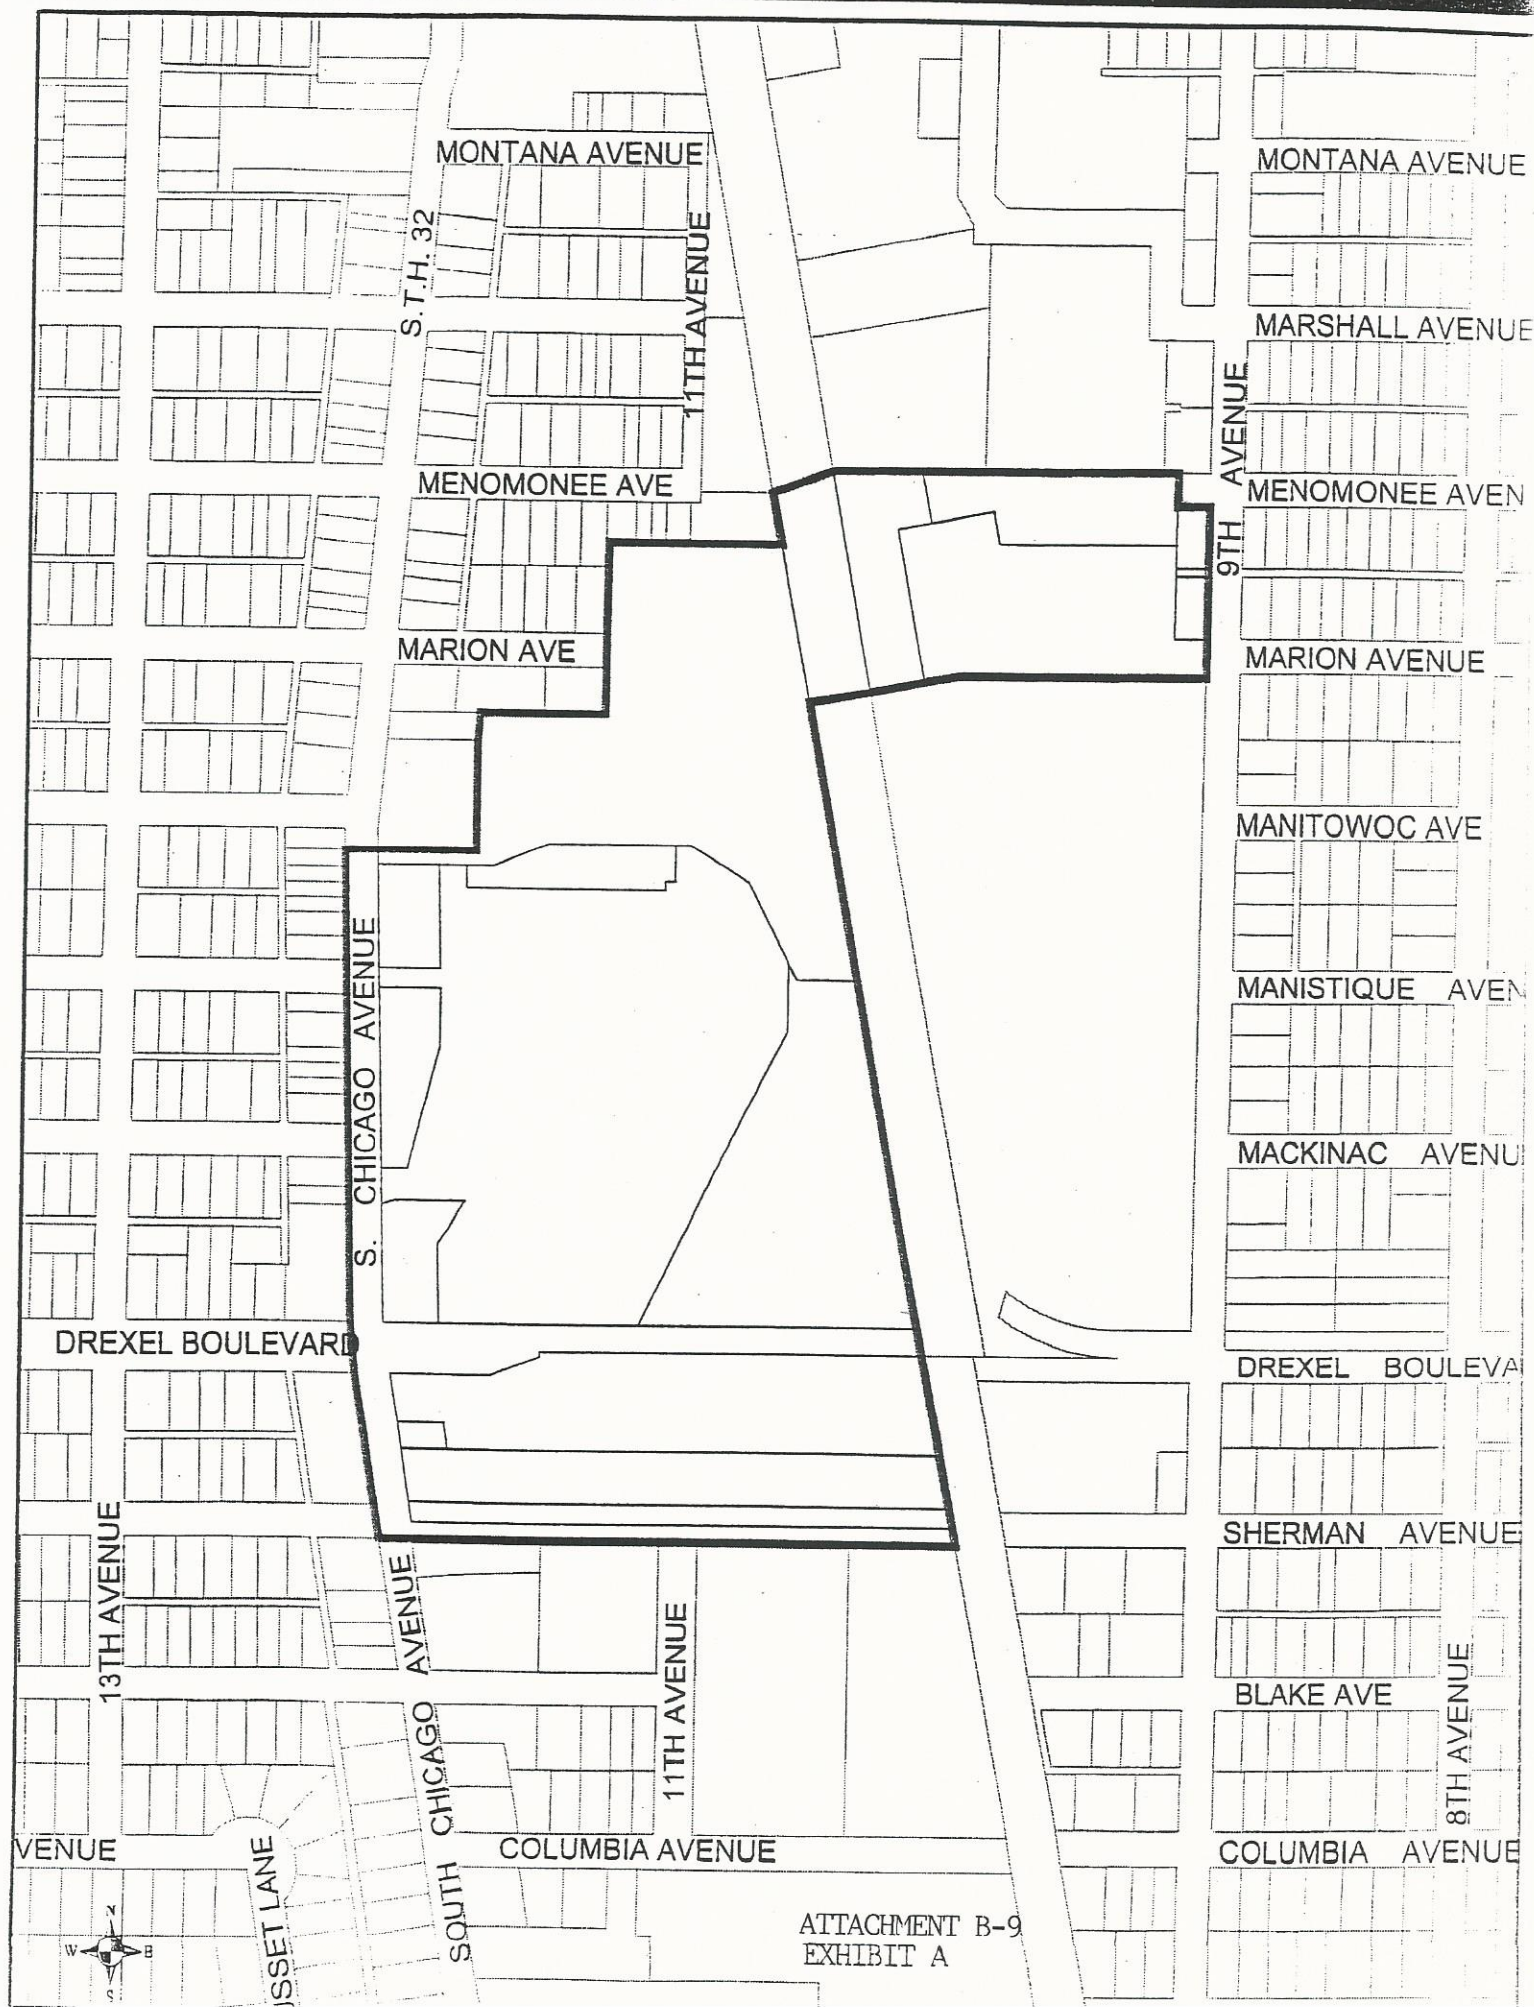 MONTANA AVENUE
MONTANA AVENUE
S.T.H. 32
11TH AVENUE
MARSHALL AVENUE
9TH AVENUE
MENOMONEE AVE
MENOMONEE AVEN
MARION AVE
MARION AVENUE
MANITOWOC AVE
S. CHICAGO AVENUE
MANISTIQUE AVEN
MACKINAC AVENU
DREXEL BOULEVARD
DREXEL BOULEVA
13TH AVENUE
SHERMAN AVENUE
SOUTH CHICAGO AVENUE
11TH AVENUE
BLAKE AVE
8TH AVENUE
VENUE
USSET LANE
COLUMBIA AVENUE
COLUMBIA AVENUE
N
W E
S
ATTACHMENT B-9
EXHIBIT A